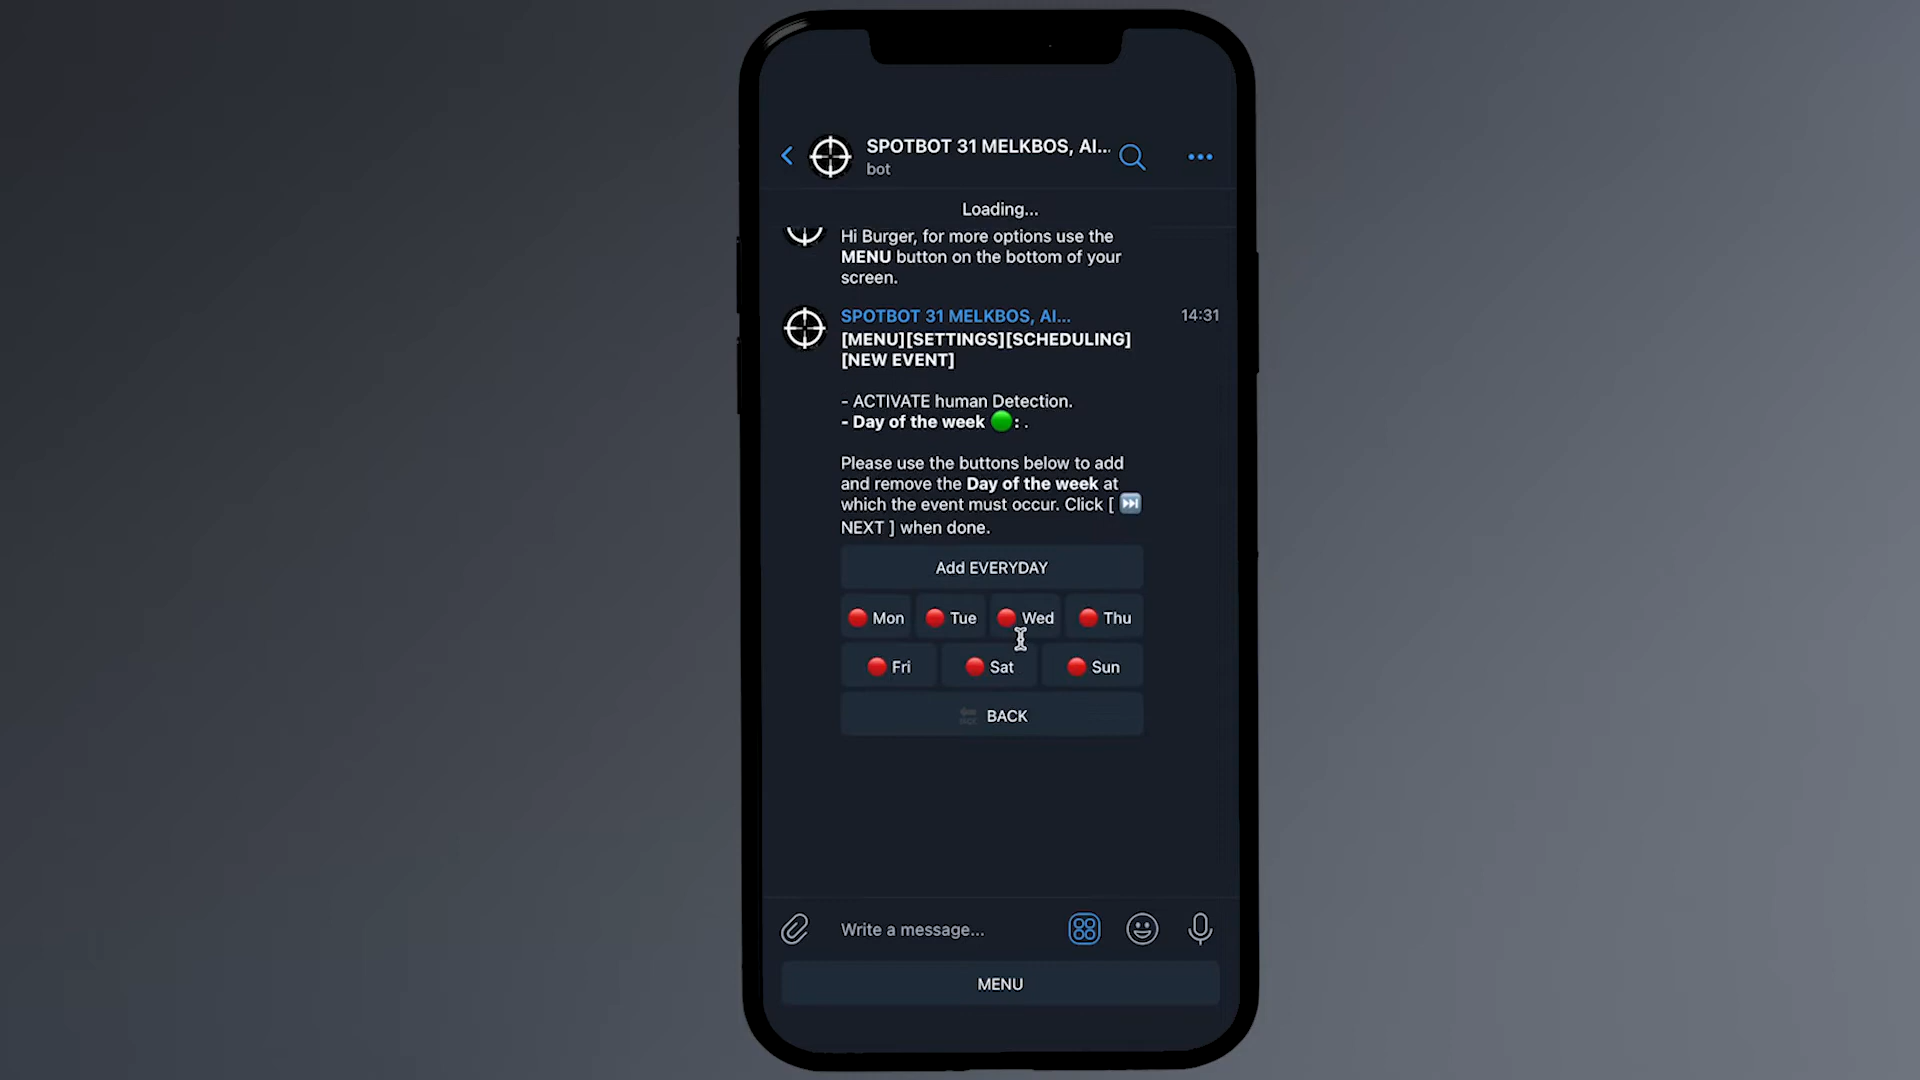 SPOTBOT 31 MELKBOS, AI...
bot
Loading...
Hi Burger, for more options use the
MENU button on the bottom of your
screen.
SPOTBOT 31 MELKBOS, AI... 14:31
[MENU][SETTINGS][SCHEDULING]
[NEW EVENT]
- ACTIVATE human Detection.
- Day of the week 🟢: .
Please use the buttons below to add
and remove the Day of the week at
which the event must occur. Click [ ⏭️
NEXT ] when done.
Add EVERYDAY
🔴 Mon 🔴 Tue 🔴 Wed 🔴 Thu
🔴 Fri 🔴 Sat 🔴 Sun
BACK
Write a message...
MENU